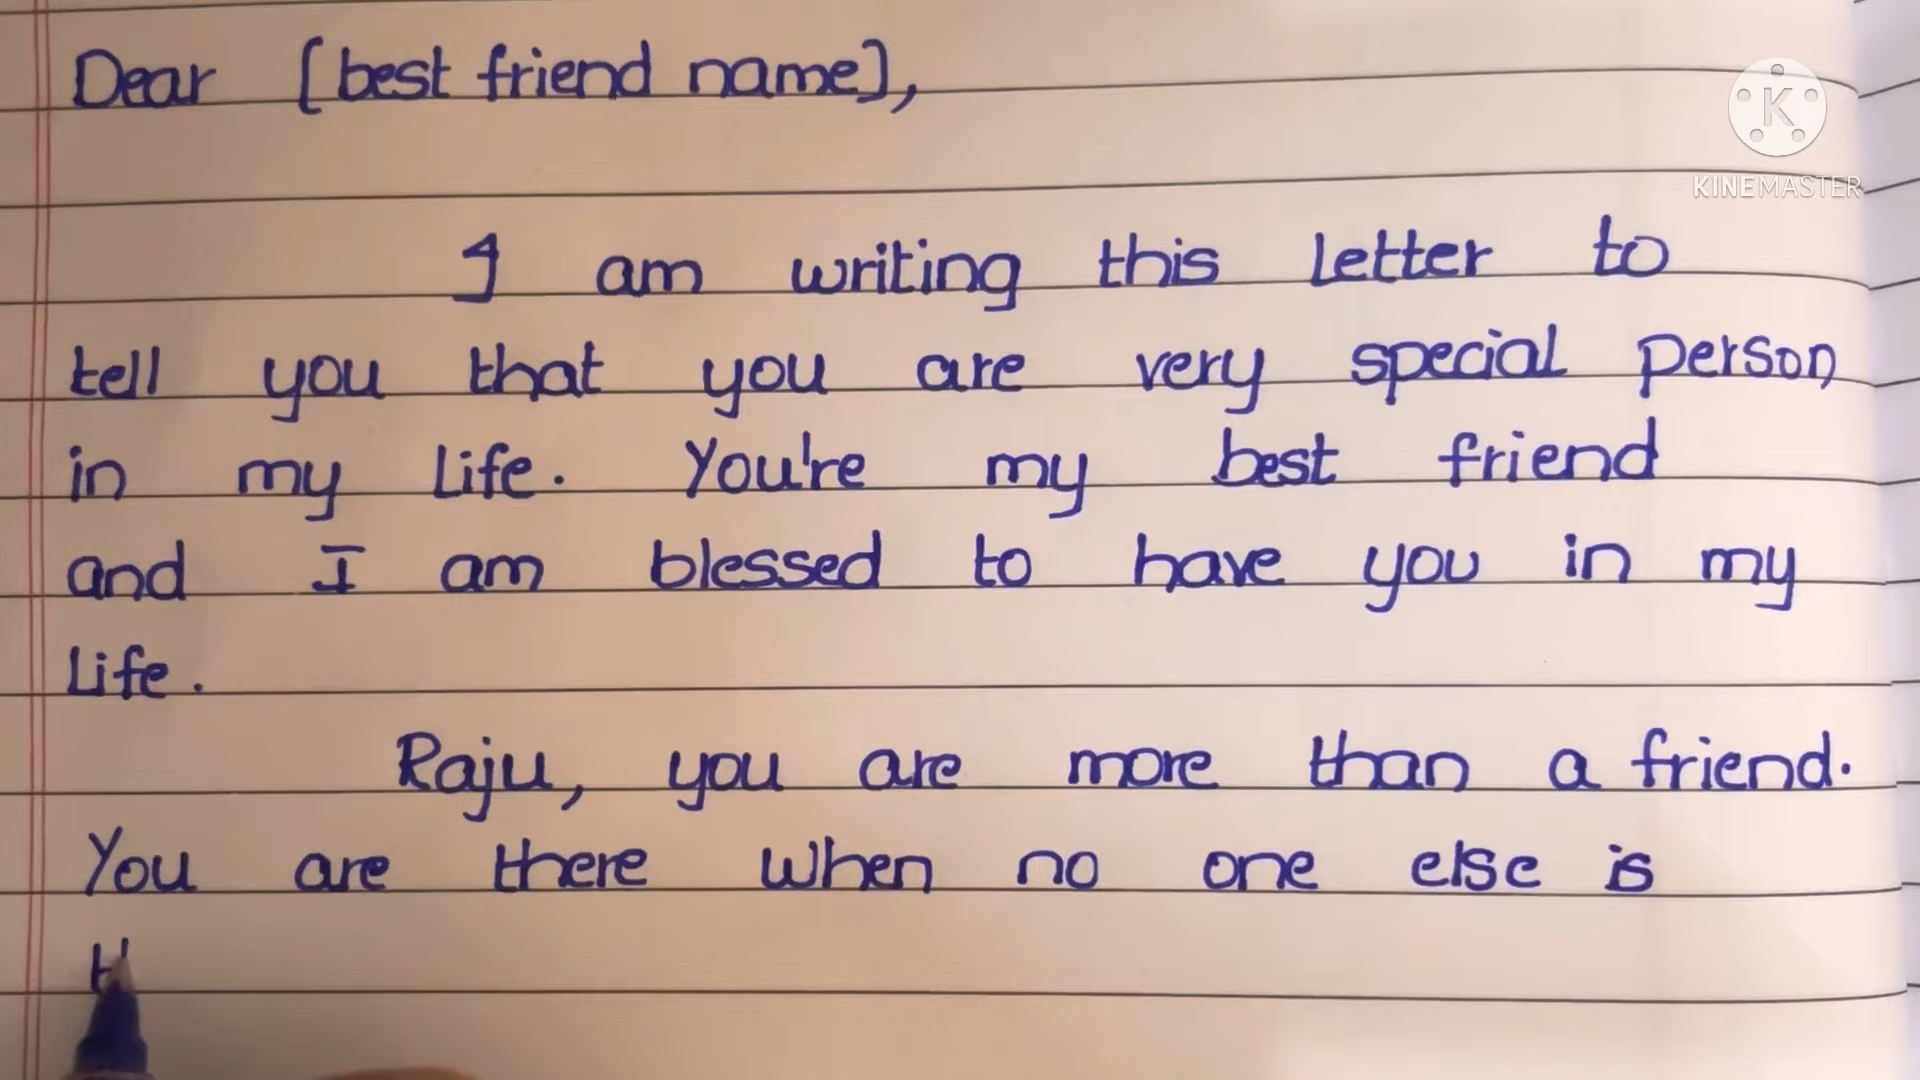 Dear [best friend name],
KINEMASTER
I am writing this letter to
tell you that you are very special person
in my Life. You're my best friend
and I am blessed to have you in my
Life.
Raju, you are more than a friend.
You are there when no one else is